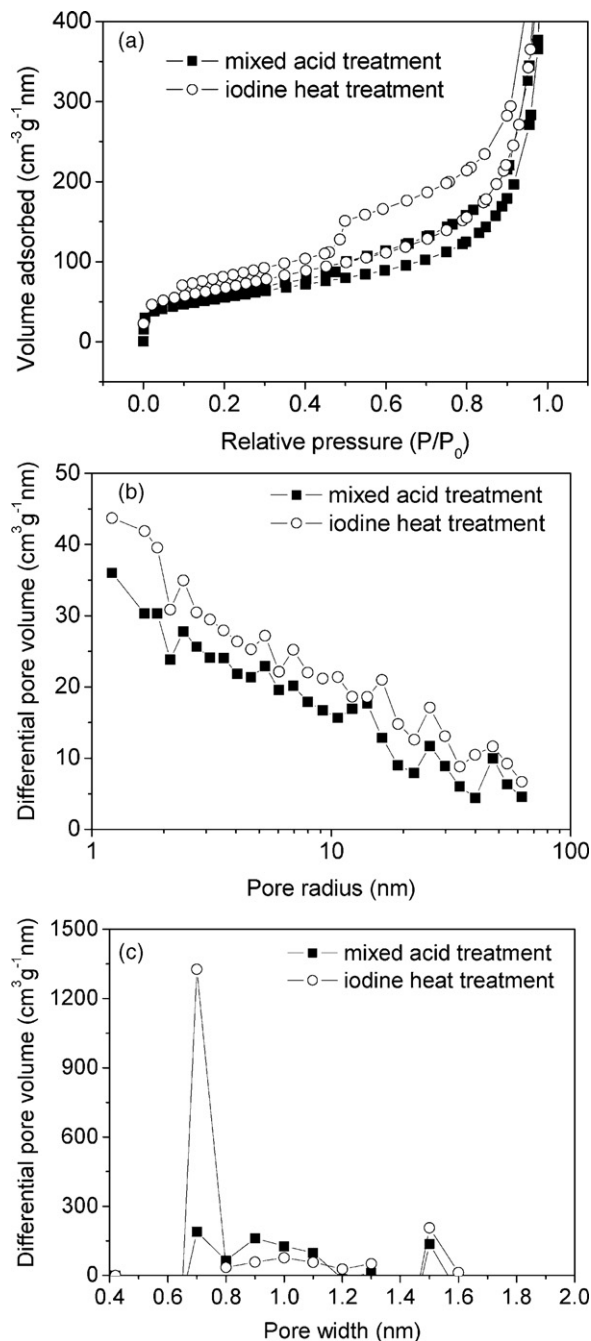 (a)
mixed acid treatment
iodine heat treatment
Volume adsorbed (cm⁻³g⁻¹nm)
400
300
200
100
0
0.0 0.2 0.4 0.6 0.8 1.0
Relative pressure (P/P₀)
(b)
mixed acid treatment
iodine heat treatment
Differential pore volume (cm³g⁻¹nm)
50
40
30
20
10
0
1 10 100
Pore radius (nm)
(c)
mixed acid treatment
iodine heat treatment
Differential pore volume (cm³g⁻¹nm)
1500
1200
900
600
300
0
0.4 0.6 0.8 1.0 1.2 1.4 1.6 1.8 2.0
Pore width (nm)